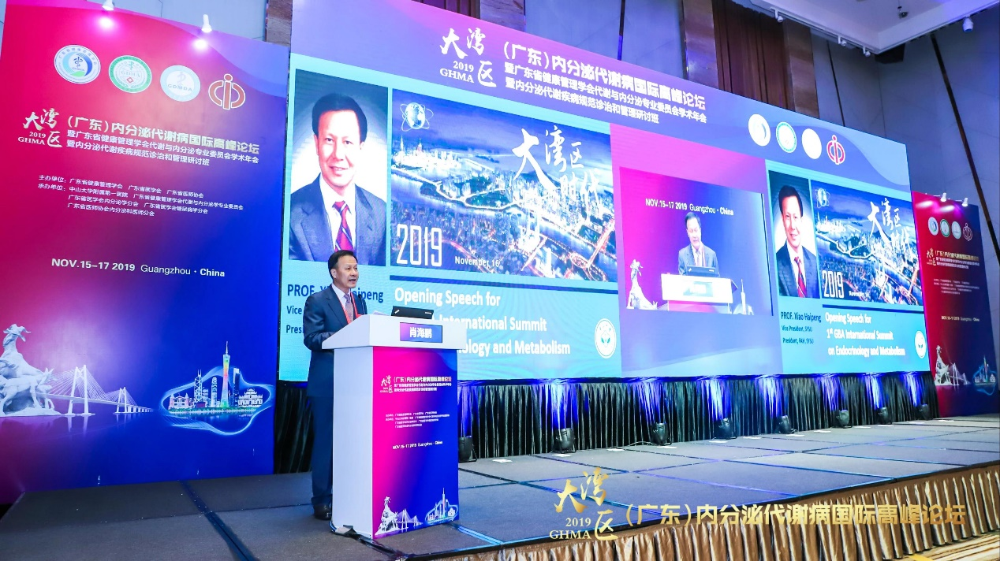 大湾区
2019
GHMA
（广东）内分泌代谢病国际高峰论坛
暨广东省健康管理学会代谢与内分泌专业委员会学术年会
暨内分泌代谢疾病规范诊治和管理研讨班
主办单位：广东省健康管理学会 广东省医学会 广东省医师协会
承办单位：中山大学附属第一医院 广东省健康管理学会代谢与内分泌学专业委员会
广东省医学会内分泌学分会 广东省医学会糖尿病学分会
广东省医师协会内分泌科医师分会
NOV.15-17 2019 Guangzhou · China
大湾区
2019
GHMA
（广东）内分泌代谢病国际高峰论坛
暨广东省健康管理学会代谢与内分泌专业委员会学术年会
暨内分泌代谢疾病规范诊治和管理研讨班
大湾区
2019
November, 16
PROF.
Vice
Opening Speech for
International Summit
and Metabolism
NOV.15-17 2019 Guangzhou · China
大湾区
2019
PROF. Xiao Haipeng
Vice President, SYSU
President, FAH, SYSU
Opening Speech for
1st GBA International Summit
on Endocrinology and Metabolism
肖海鹏
（广东）内分泌代谢病国际高峰论坛
NOV.15-17 2019 Guangzhou · China
大湾区
2019
GHMA
（广东）内分泌代谢病国际高峰论坛